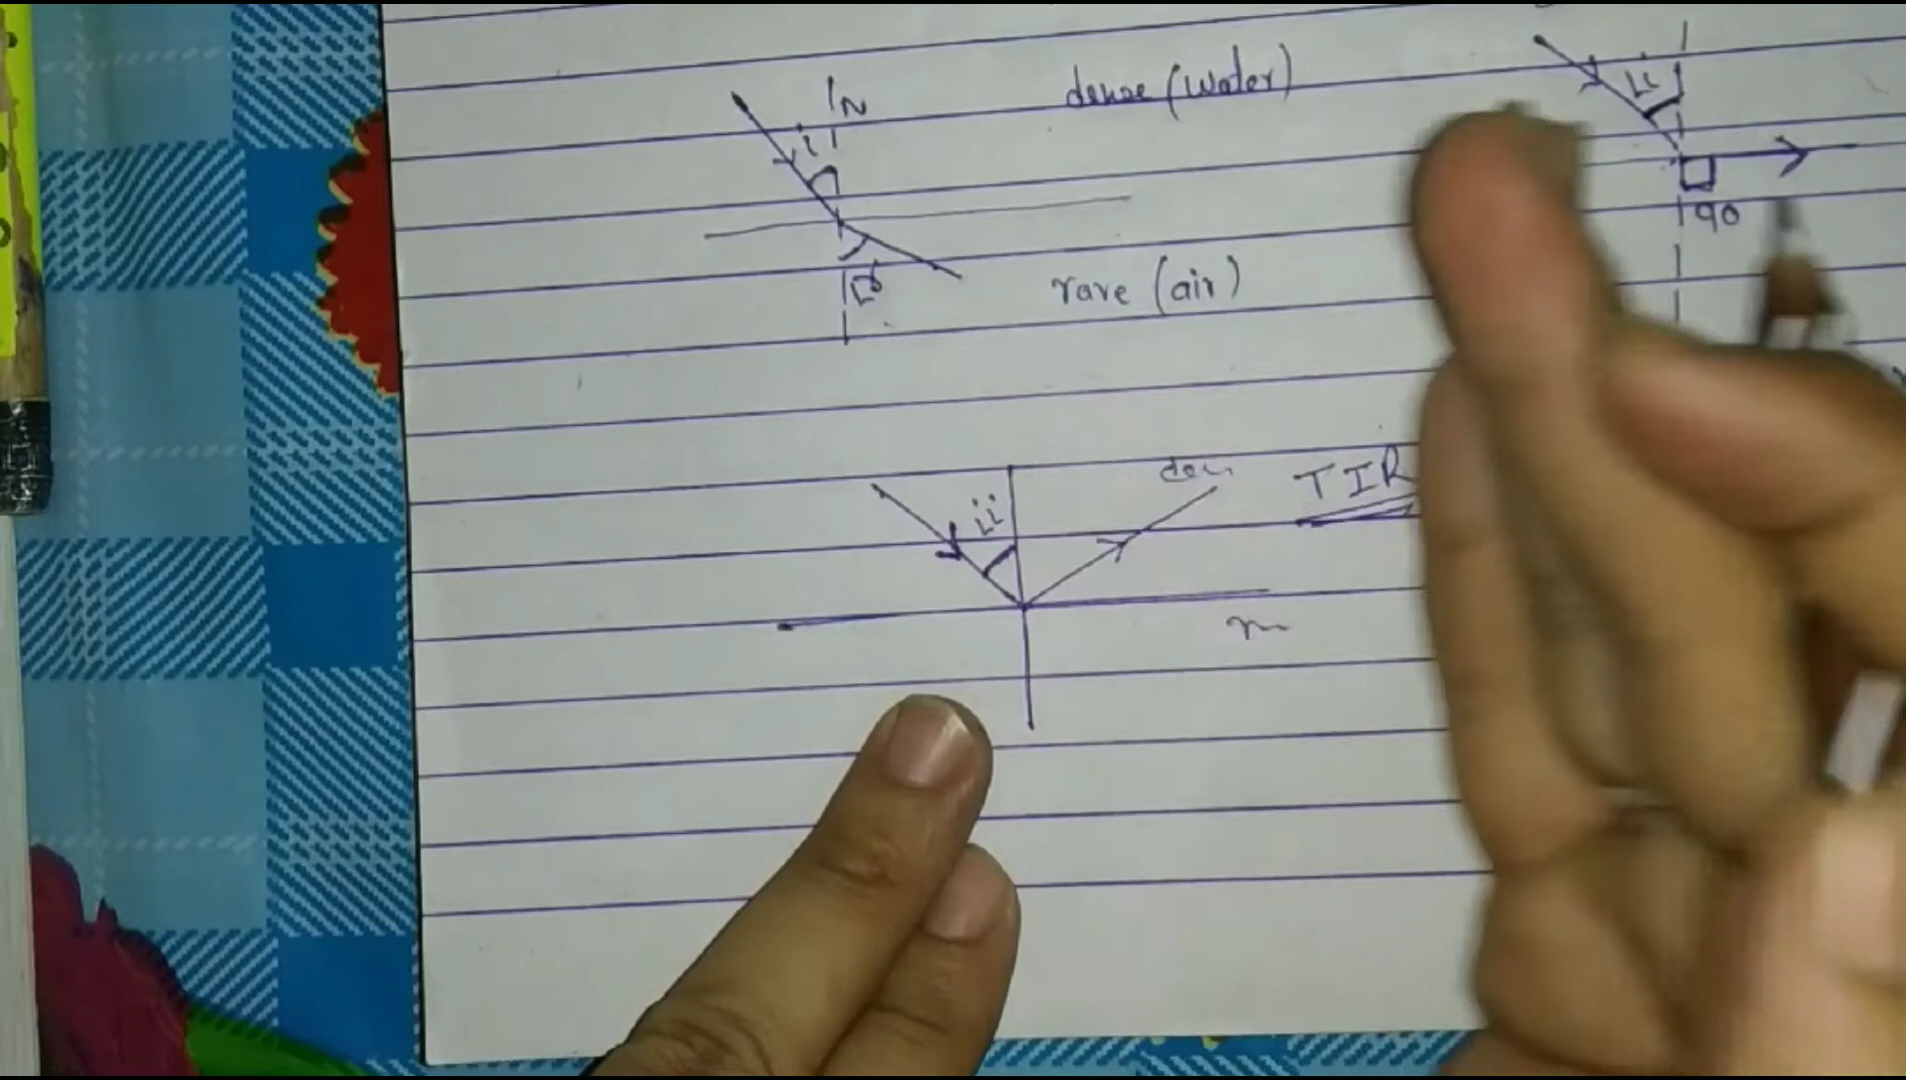 N
dense (Water)
∠i
i
90
∠r
rare (air)
TIR
∠i